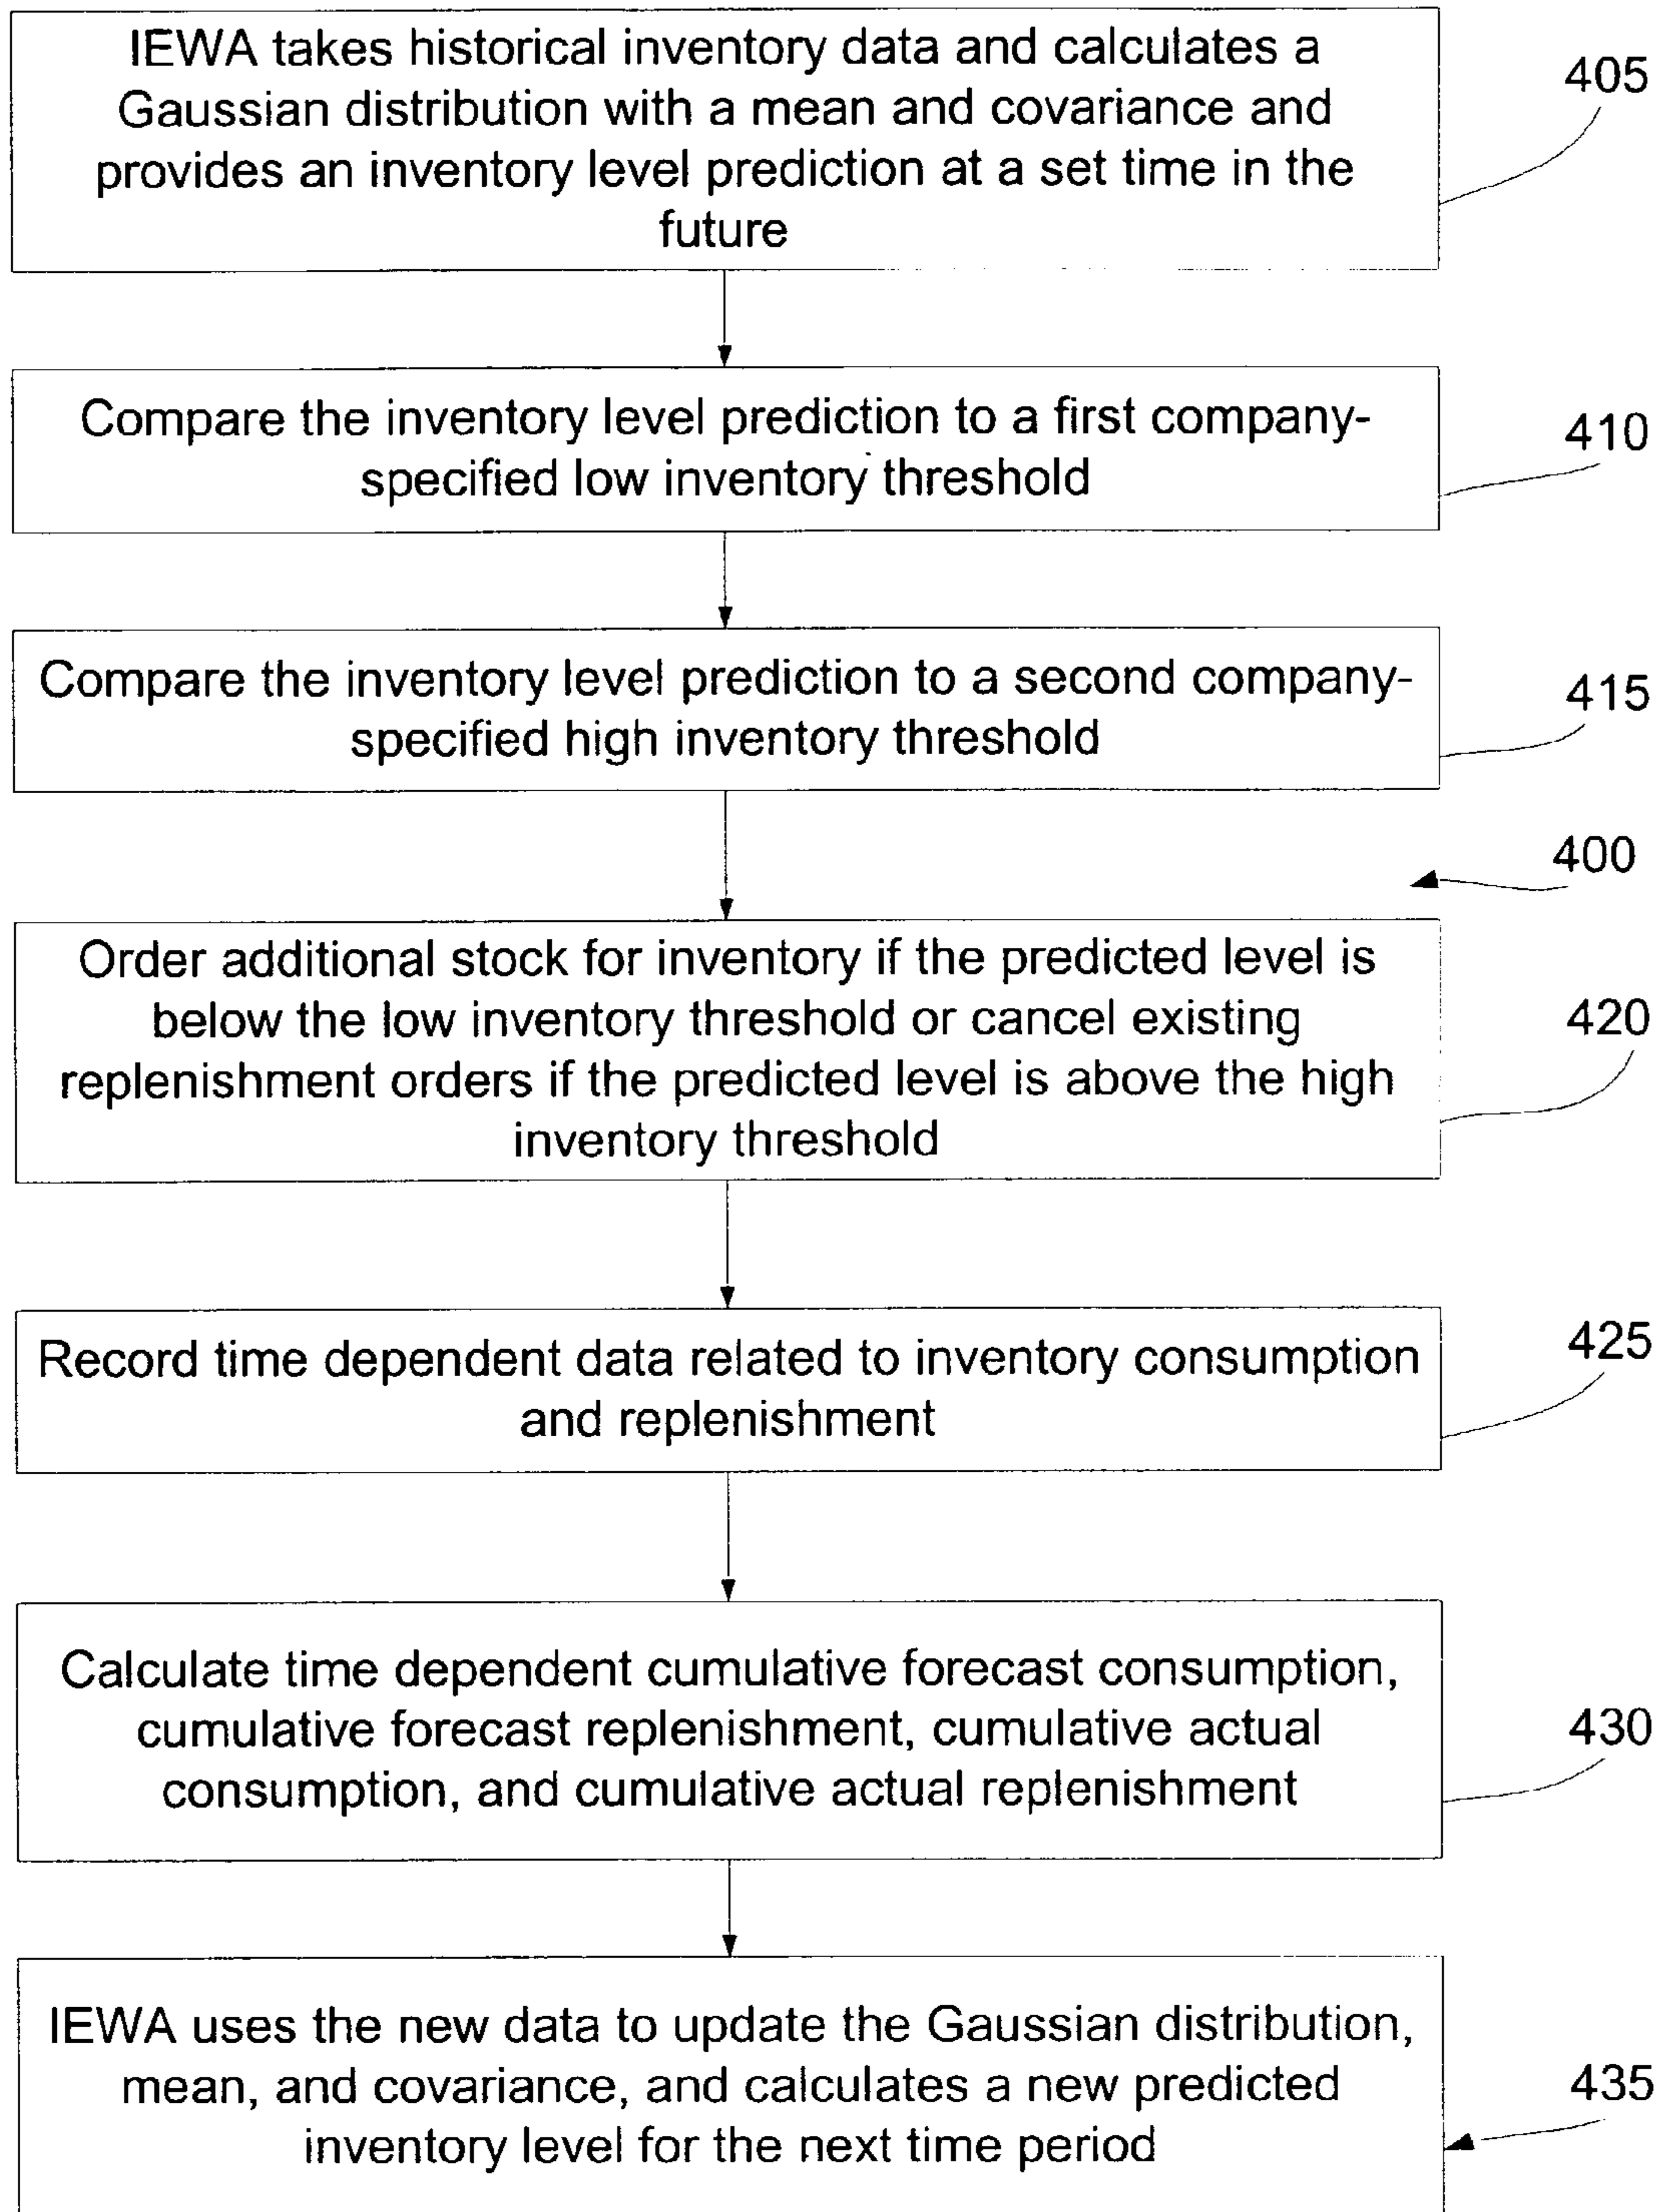 IEWA takes historical inventory data and calculates a
Gaussian distribution with a mean and covariance and
provides an inventory level prediction at a set time in the
future
405
Compare the inventory level prediction to a first company-
specified low inventory threshold
410
Compare the inventory level prediction to a second company-
specified high inventory threshold
415
400
Order additional stock for inventory if the predicted level is
below the low inventory threshold or cancel existing
replenishment orders if the predicted level is above the high
inventory threshold
420
Record time dependent data related to inventory consumption
and replenishment
425
Calculate time dependent cumulative forecast consumption,
cumulative forecast replenishment, cumulative actual
consumption, and cumulative actual replenishment
430
IEWA uses the new data to update the Gaussian distribution,
mean, and covariance, and calculates a new predicted
inventory level for the next time period
435